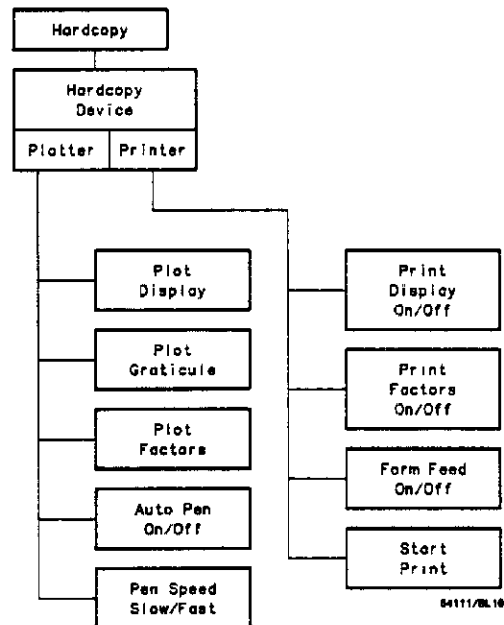 Hardcopy
Hardcopy
Device
Plotter Printer
Plot
Display
Plot
Graticule
Plot
Factors
Auto Pen
On/Off
Pen Speed
Slow/Fast
Print
Display
On/Off
Print
Factors
On/Off
Form Feed
On/Off
Start
Print
54111/BL10